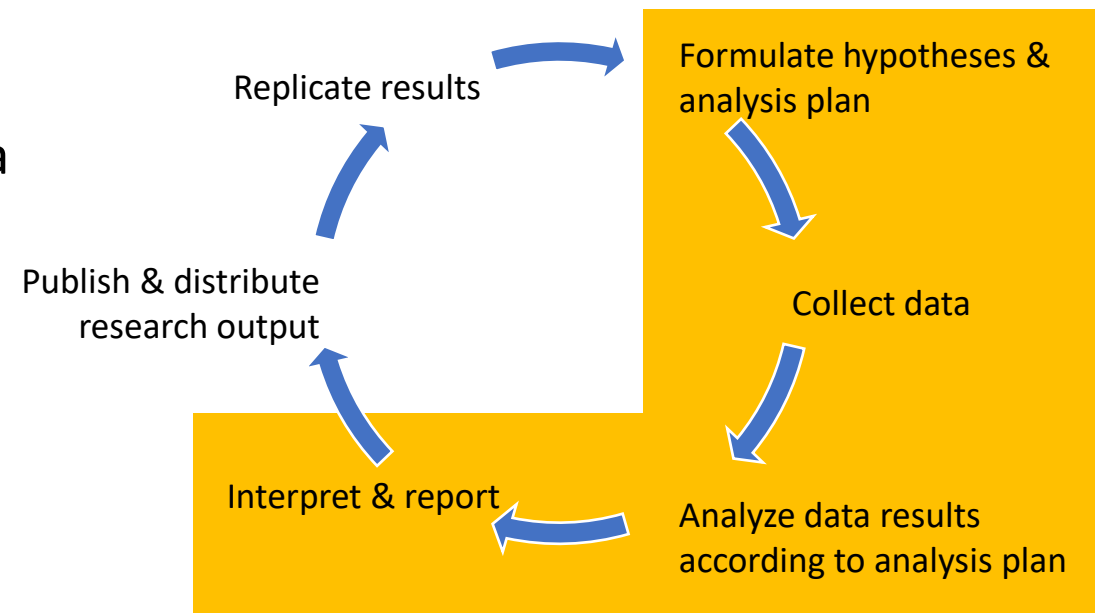 Replicate results
Formulate hypotheses &
analysis plan
a
Publish & distribute
research output
Collect data
Interpret & report
Analyze data results
according to analysis plan